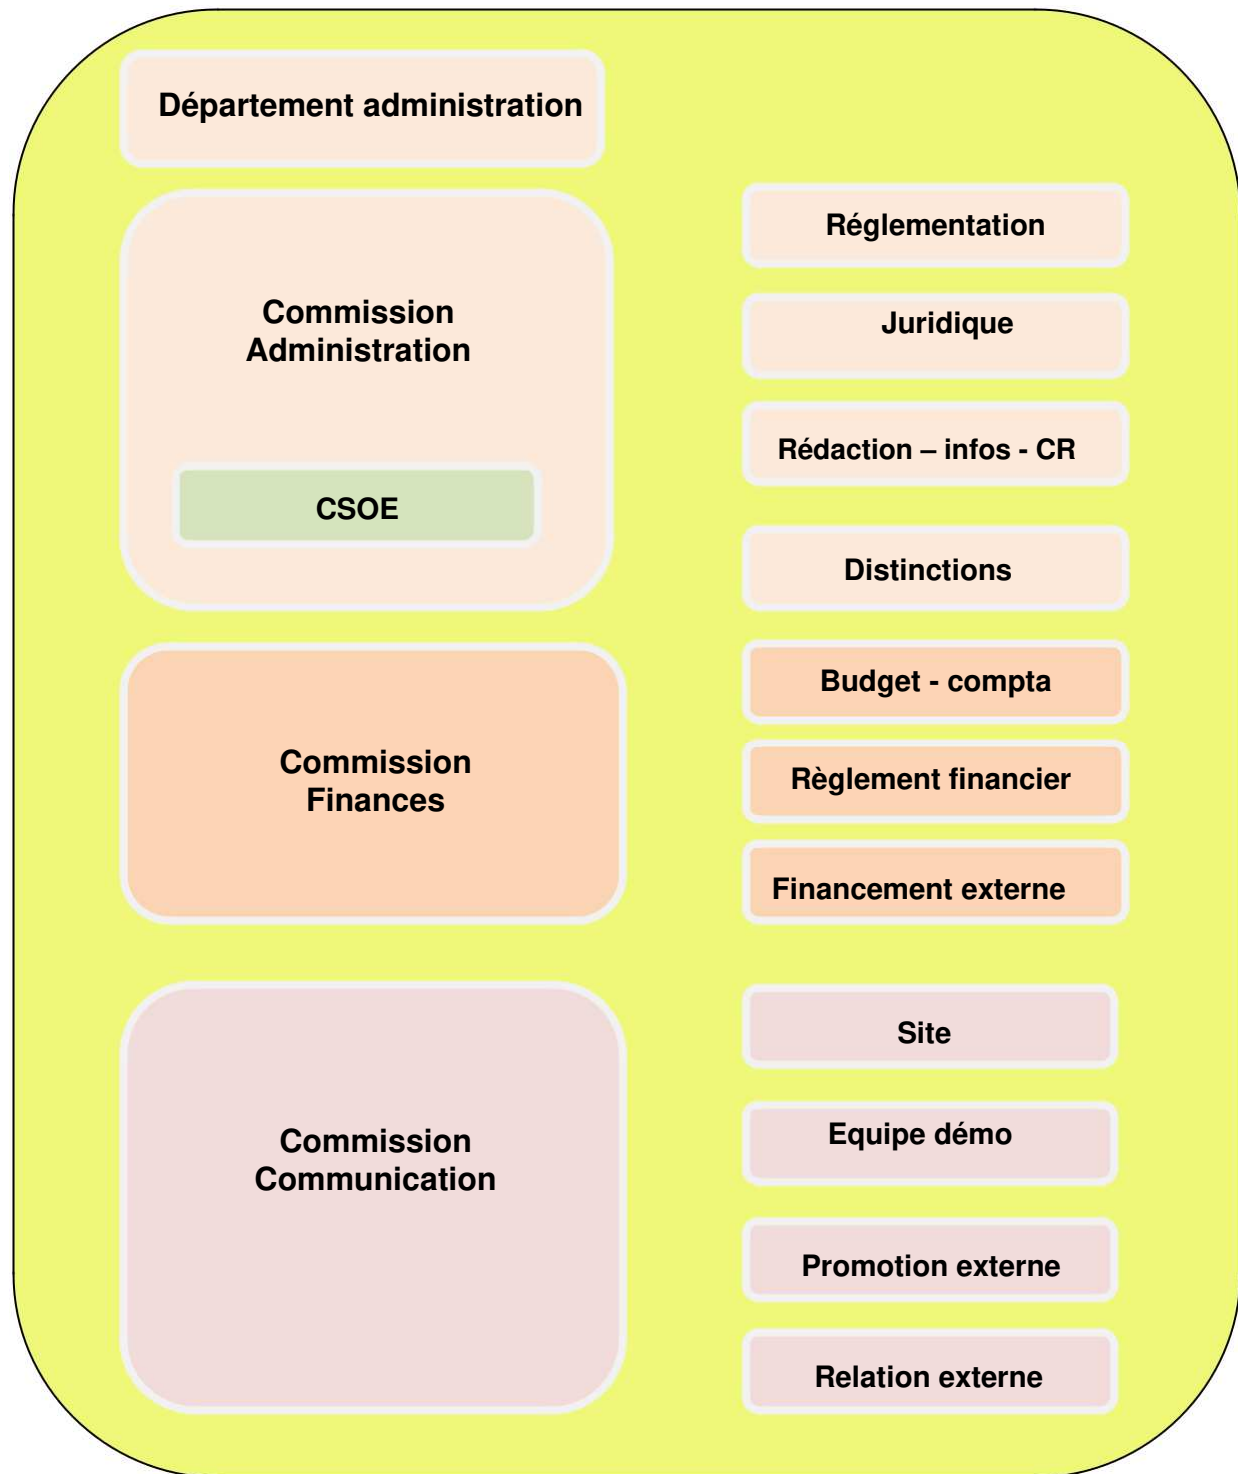 Département administration
Réglementation
Commission
Administration
Juridique
Rédaction – infos - CR
CSOE
Distinctions
Budget - compta
Commission
Finances
Règlement financier
Financement externe
Site
Commission
Communication
Equipe démo
Promotion externe
Relation externe